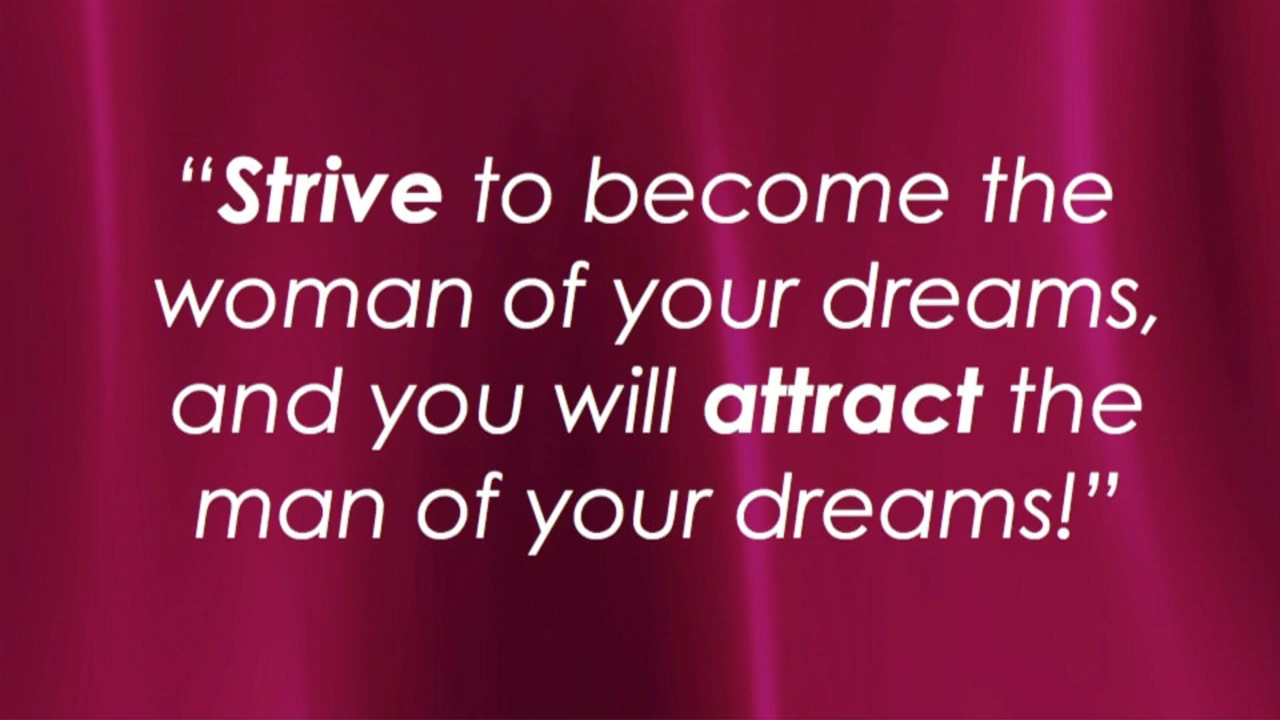 “Strive to become the
woman of your dreams,
and you will attract the
man of your dreams!”